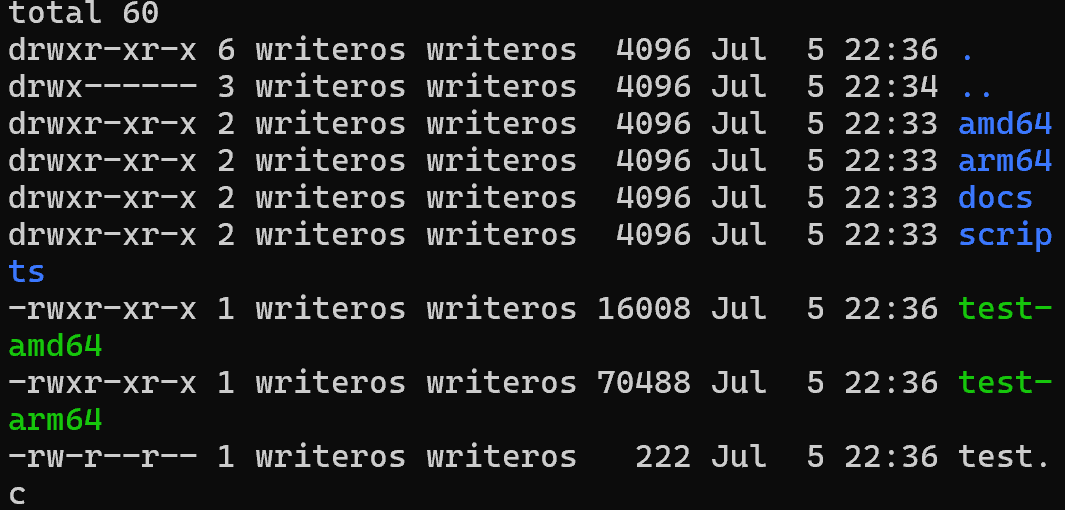 total 60
drwxr-xr-x 6 writeros writeros  4096 Jul  5 22:36 .
drwx------ 3 writeros writeros  4096 Jul  5 22:34 ..
drwxr-xr-x 2 writeros writeros  4096 Jul  5 22:33 amd64
drwxr-xr-x 2 writeros writeros  4096 Jul  5 22:33 arm64
drwxr-xr-x 2 writeros writeros  4096 Jul  5 22:33 docs
drwxr-xr-x 2 writeros writeros  4096 Jul  5 22:33 scrip
ts
-rwxr-xr-x 1 writeros writeros 16008 Jul  5 22:36 test-
amd64
-rwxr-xr-x 1 writeros writeros 70488 Jul  5 22:36 test-
arm64
-rw-r--r-- 1 writeros writeros   222 Jul  5 22:36 test.
c